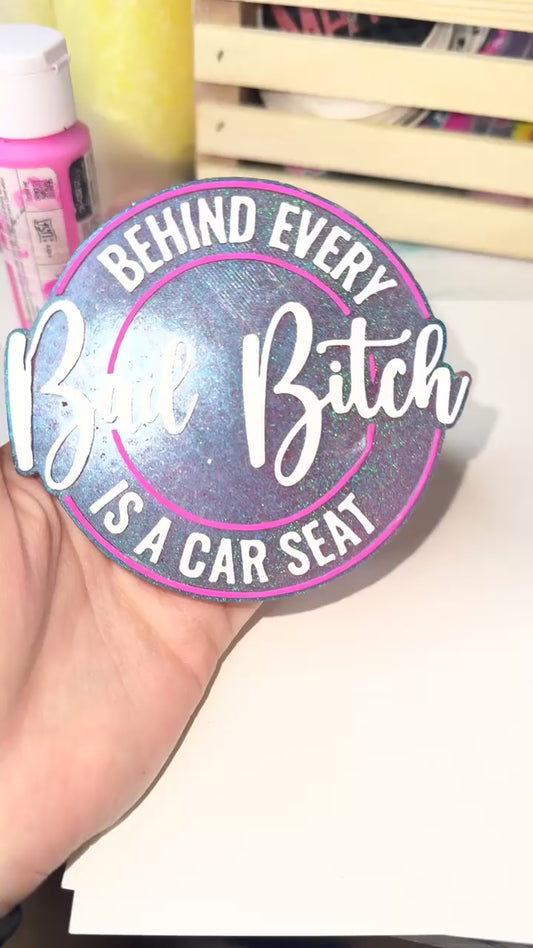 BEHIND EVERY
Bad Bitch
IS A CAR SEAT